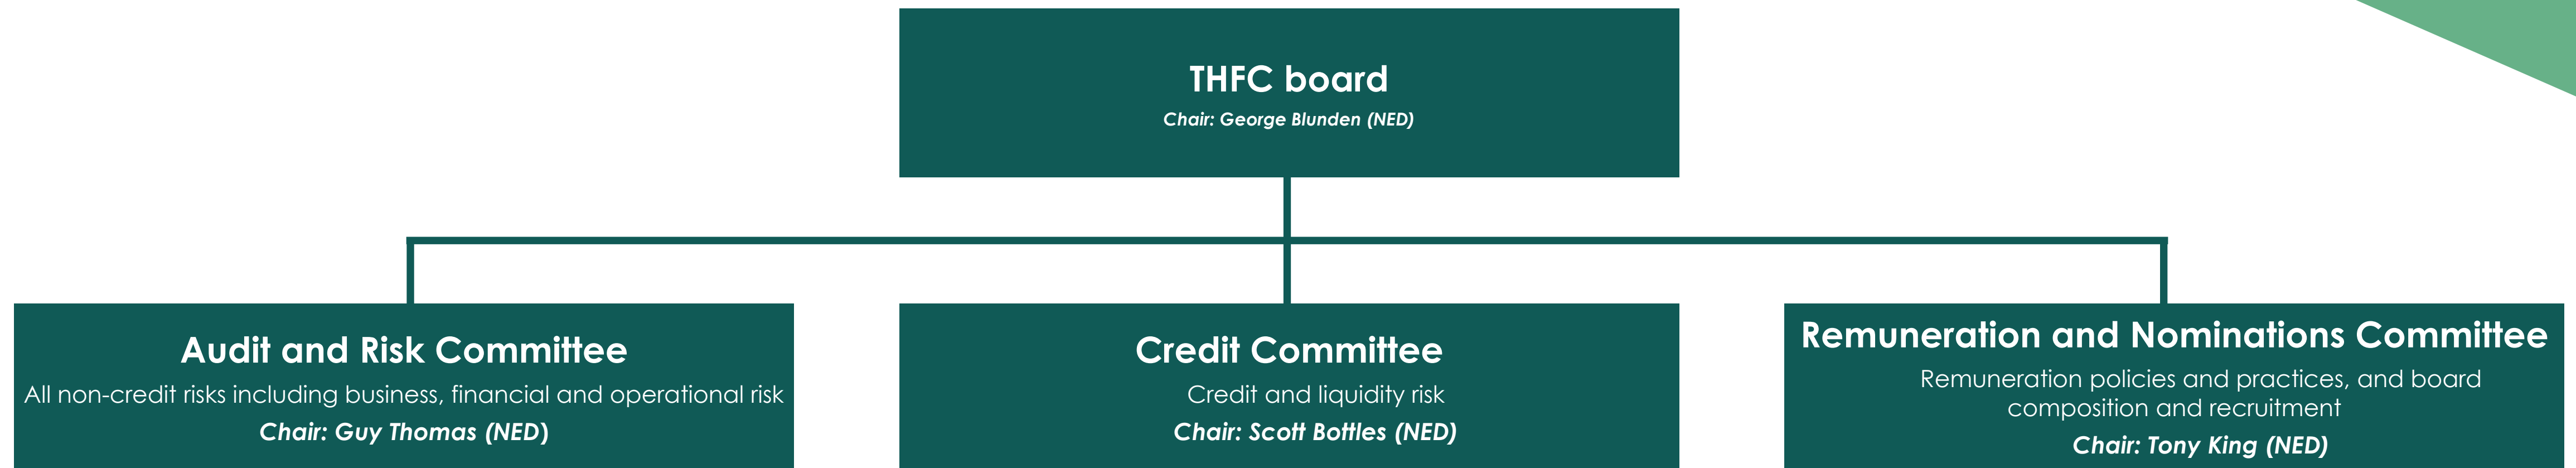 THFC board
Chair: George Blunden (NED)
Audit and Risk Committee
All non-credit risks including business, financial and operational risk
Chair: Guy Thomas (NED)
Credit Committee
Credit and liquidity risk
Chair: Scott Bottles (NED)
Remuneration and Nominations Committee
Remuneration policies and practices, and board
composition and recruitment
Chair: Tony King (NED)